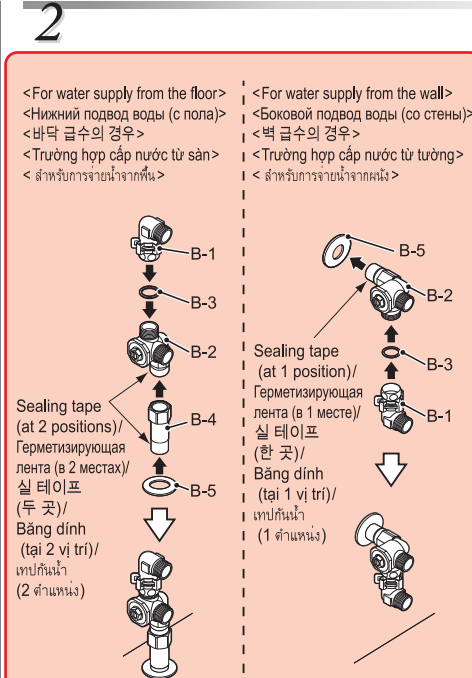 2
<For water supply from the floor>
<Нижний подвод воды (с пола)>
<바닥 급수의 경우>
<Trường hợp cấp nước từ sàn>
< สำหรับการจ่ายน้ำจากพื้น >
B-1
B-3
B-2
Sealing tape
(at 2 positions)/
Герметизирующая
лента (в 2 местах)/
실 테이프
(두 곳)/
Băng dính
(tại 2 vị trí)/
เทปกันน้ำ
(2 ตำแหน่ง)
B-4
B-5
<For water supply from the wall>
<Боковой подвод воды (со стены)>
<벽 급수의 경우>
<Trường hợp cấp nước từ tường>
< สำหรับการจ่ายน้ำจากผนัง >
B-5
B-2
B-3
B-1
Sealing tape
(at 1 position)/
Герметизирующая
лента (в 1 месте)/
실 테이프
(한 곳)/
Băng dính
(tại 1 vị trí)/
เทปกันน้ำ
(1 ตำแหน่ง)